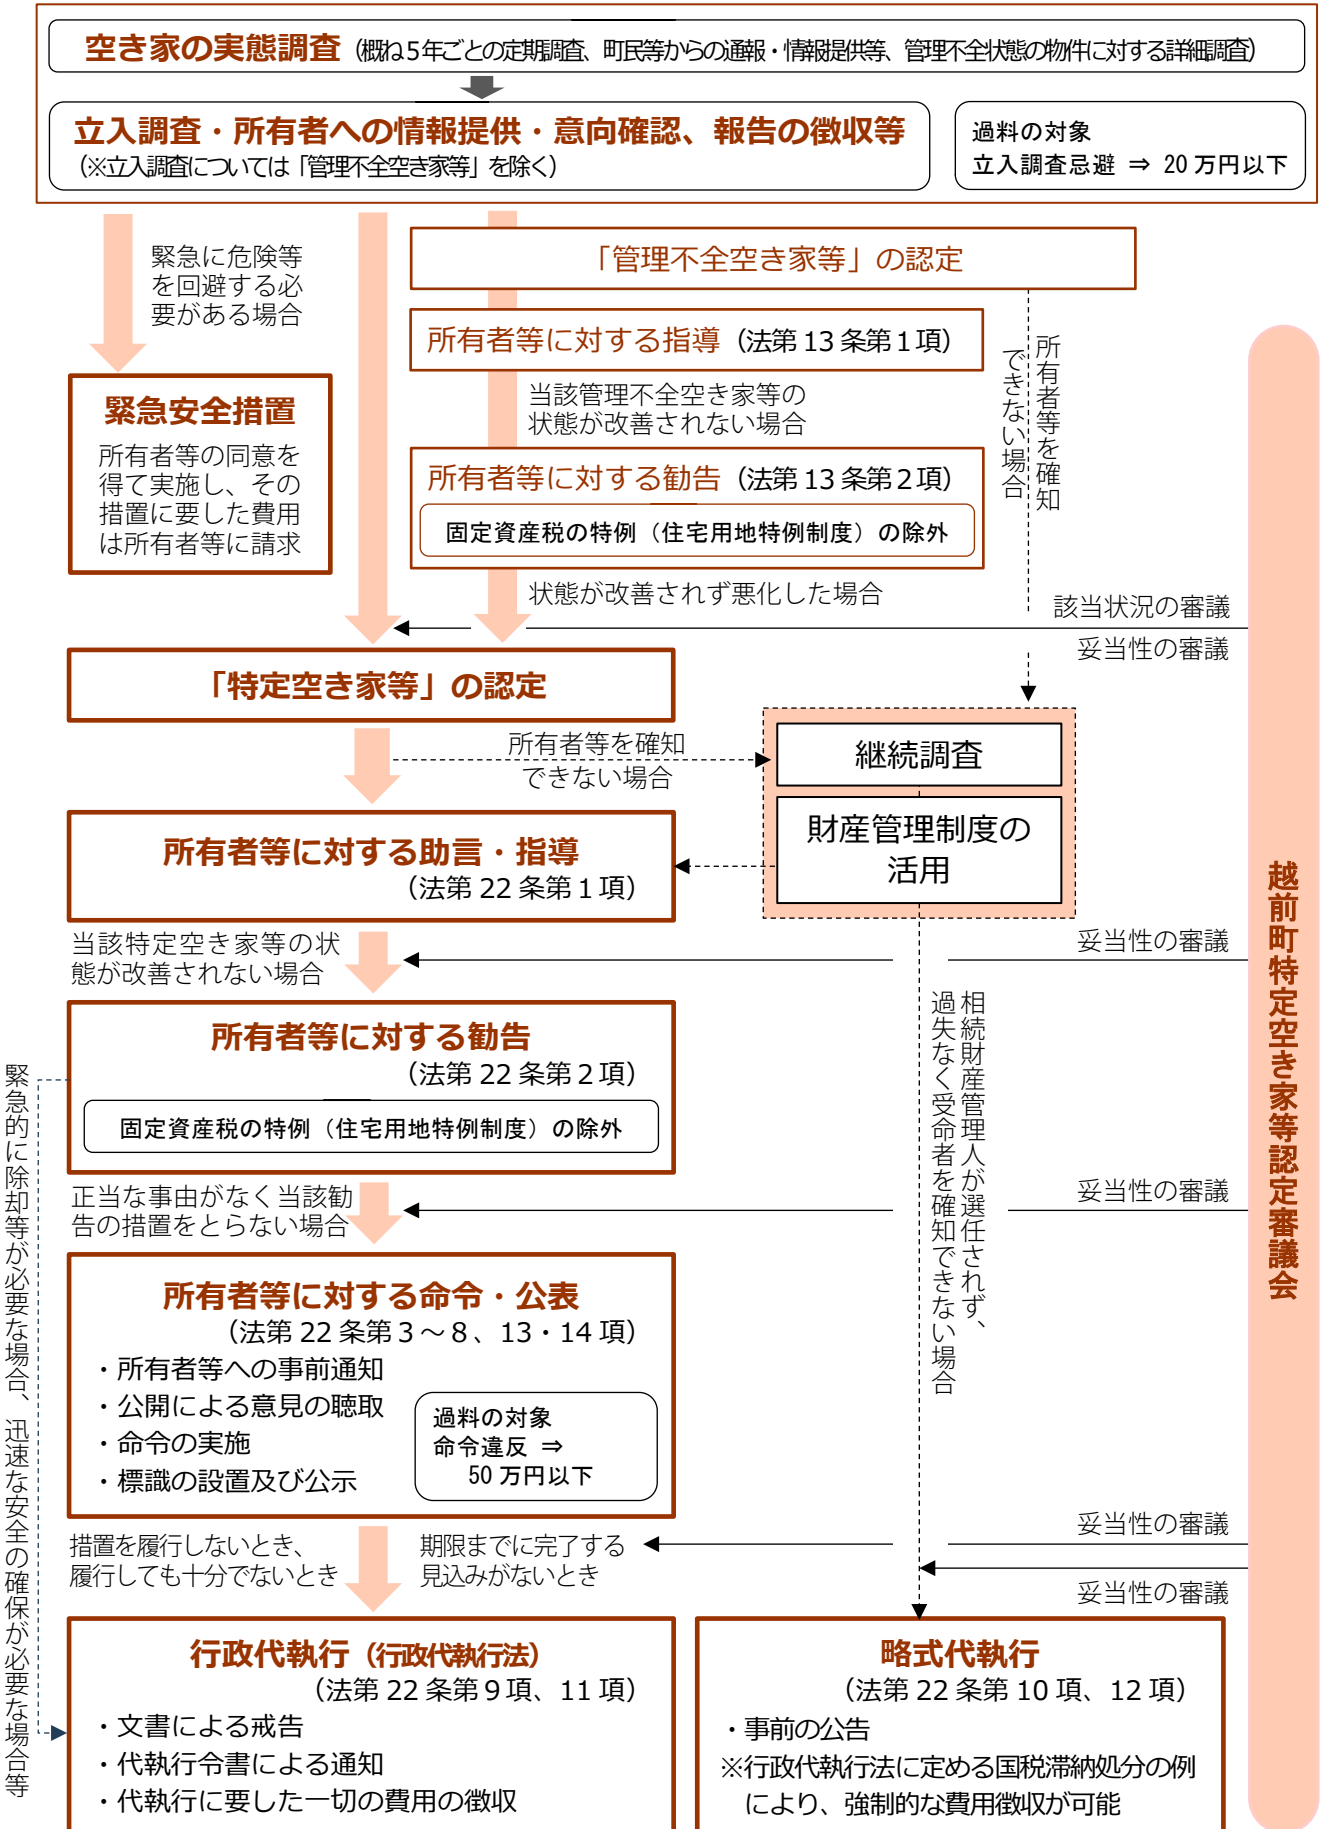 空き家の実態調査（概ね５年ごとの定期調査、町民等からの通報・情報提供等、管理不全状態の物件に対する詳細調査）
立入調査・所有者への情報提供・意向確認、報告の徴収等
（※立入調査については「管理不全空き家等」を除く）
過料の対象
立入調査忌避 ⇒ 20 万円以下
緊急に危険等
を回避する必
要がある場合
「管理不全空き家等」の認定
所有者等に対する指導（法第 13 条第１項）
当該管理不全空き家等の
状態が改善されない場合
所有者等を確知
できない場合
緊急安全措置
所有者等の同意を
得て実施し、その
措置に要した費用
は所有者等に請求
所有者等に対する勧告（法第 13 条第２項）
固定資産税の特例（住宅用地特例制度）の除外
状態が改善されず悪化した場合
該当状況の審議
妥当性の審議
「特定空き家等」の認定
所有者等を確知
できない場合
継続調査
財産管理制度の
活用
所有者等に対する助言・指導
（法第 22 条第１項）
当該特定空き家等の状
態が改善されない場合
妥当性の審議
越前町特定空き家等認定審議会
所有者等に対する勧告
（法第 22 条第２項）
固定資産税の特例（住宅用地特例制度）の除外
相続財産管理人が選任されず、
過失なく受命者を確知できない場合
緊急的に除却等が必要な場合、迅速な安全の確保が必要な場合等
正当な事由がなく当該勧
告の措置をとらない場合
妥当性の審議
所有者等に対する命令・公表
（法第 22 条第３～８、13・14 項）
・所有者等への事前通知
・公開による意見の聴取
・命令の実施
・標識の設置及び公示
過料の対象
命令違反 ⇒
50 万円以下
措置を履行しないとき、
履行しても十分でないとき
期限までに完了する
見込みがないとき
妥当性の審議
妥当性の審議
行政代執行（行政代執行法）
（法第 22 条第９項、11 項）
・文書による戒告
・代執行令書による通知
・代執行に要した一切の費用の徴収
略式代執行
（法第 22 条第 10 項、12 項）
・事前の公告
※行政代執行法に定める国税滞納処分の例
により、強制的な費用徴収が可能